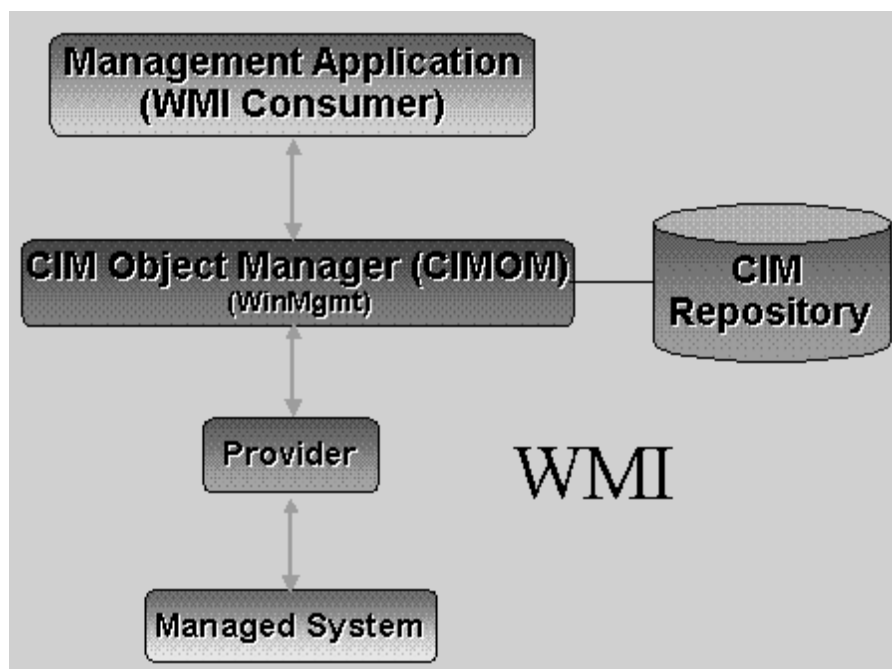 Management Application
(WMI Consumer)
CIM Object Manager (CIMOM)
(WinMgmt)
CIM
Repository
Provider
WMI
Managed System